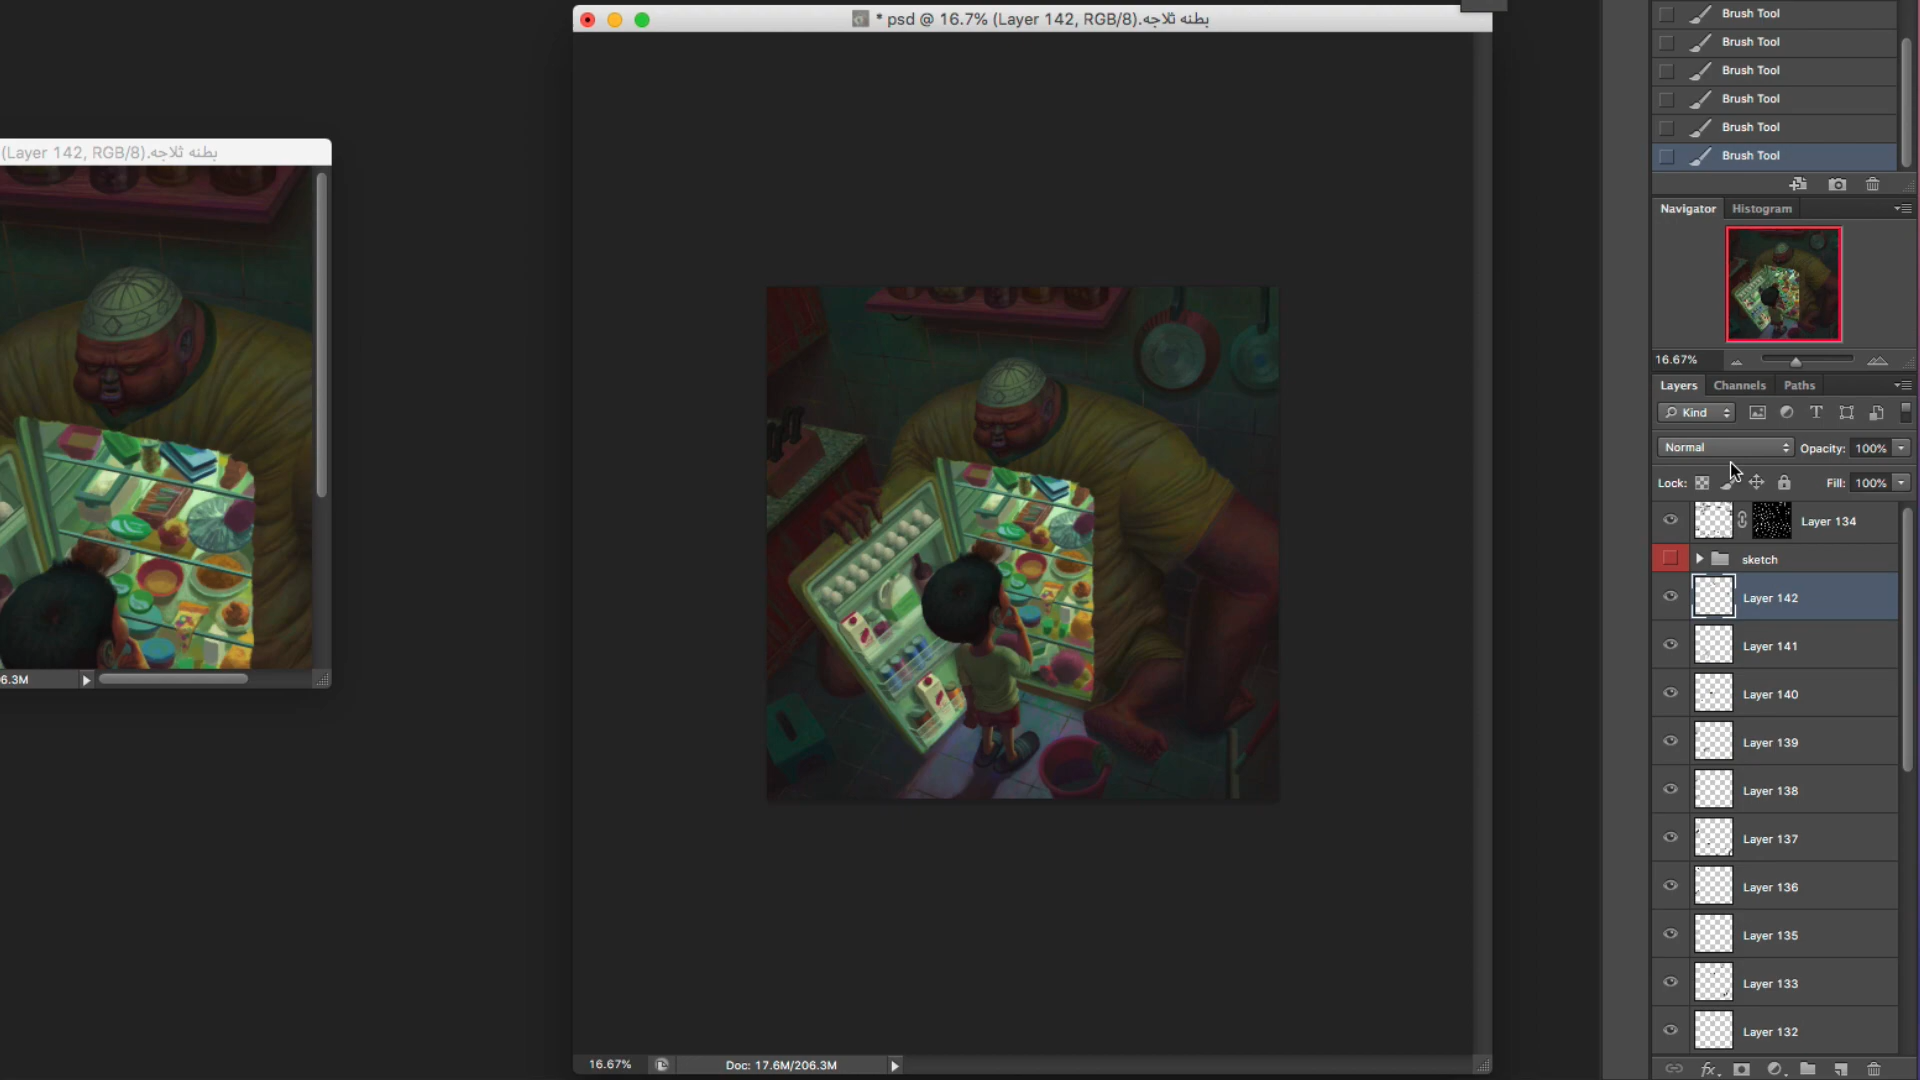 * psd @ 16.7% (Layer 142, RGB/8).بطنه ثلاجه
(Layer 142, RGB/8).بطنه ثلاجه
6.3M
16.67%
Doc: 17.6M/206.3M
Brush Tool
Brush Tool
Brush Tool
Brush Tool
Brush Tool
Brush Tool
Navigator
Histogram
16.67%
Layers
Channels
Paths
Kind
Normal
Opacity: 100%
Lock:
Fill: 100%
Layer 134
sketch
Layer 142
Layer 141
Layer 140
Layer 139
Layer 138
Layer 137
Layer 136
Layer 135
Layer 133
Layer 132
fx